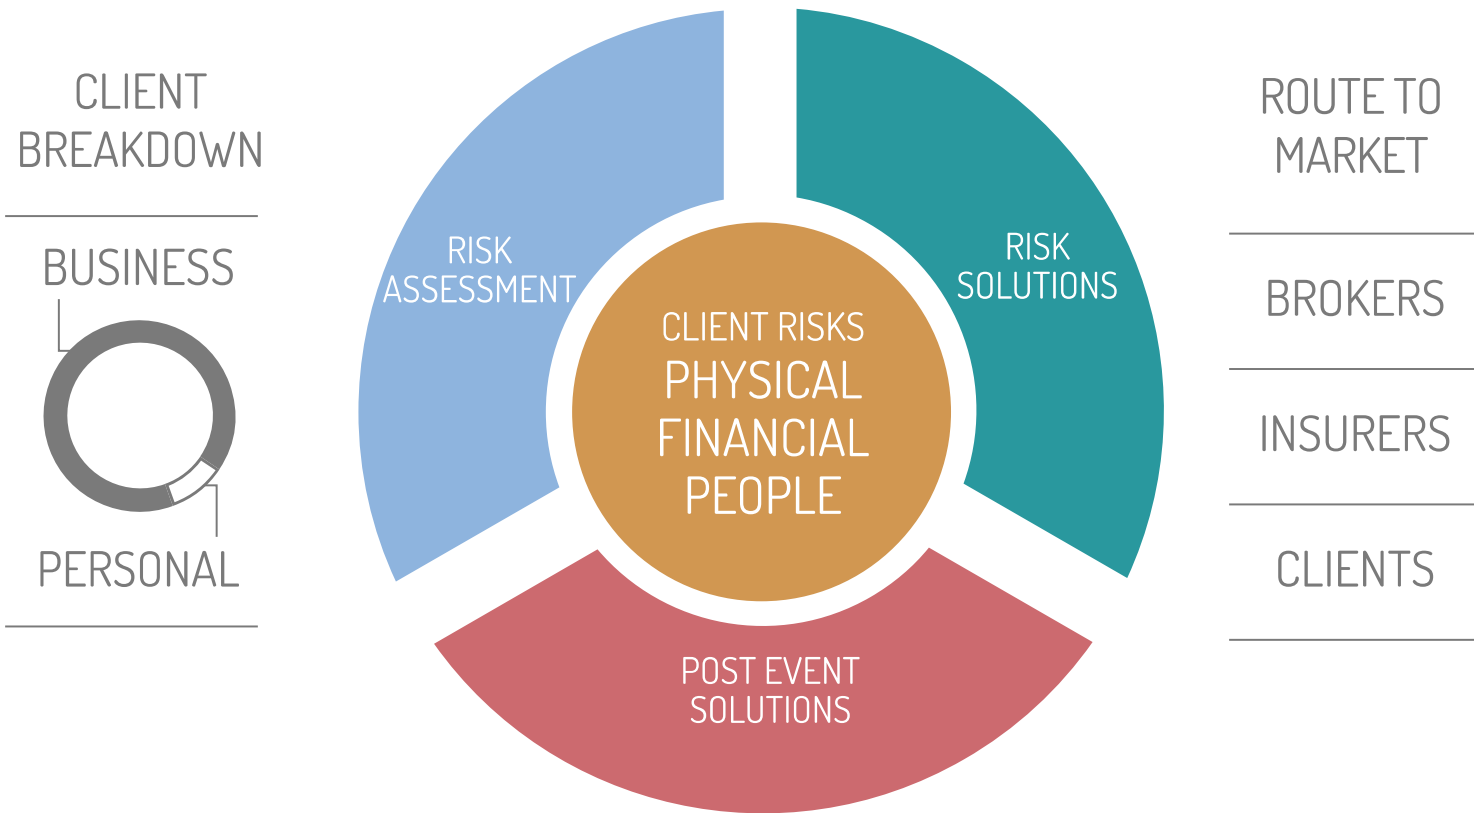 CLIENT
BREAKDOWN
BUSINESS
PERSONAL
RISK
ASSESSMENT
RISK
SOLUTIONS
CLIENT RISKS
PHYSICAL
FINANCIAL
PEOPLE
POST EVENT
SOLUTIONS
ROUTE TO
MARKET
BROKERS
INSURERS
CLIENTS